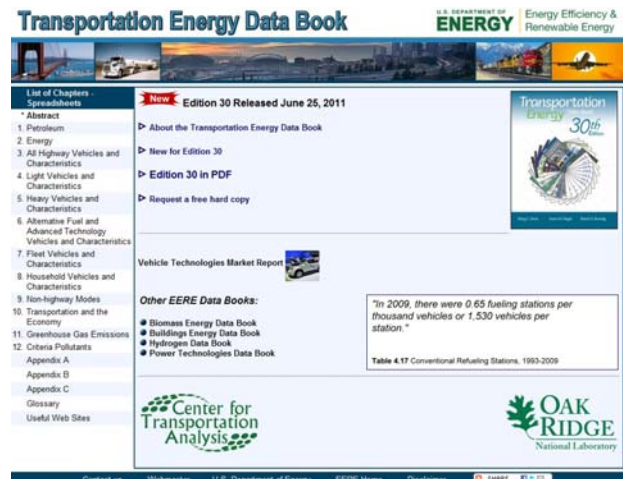 Transportation Energy Data Book
U.S. DEPARTMENT OF
ENERGY
Energy Efficiency &
Renewable Energy
List of Chapters -
Spreadsheets
* Abstract
1. Petroleum
2. Energy
3. All Highway Vehicles and
Characteristics
4. Light Vehicles and
Characteristics
5. Heavy Vehicles and
Characteristics
6. Alternative Fuel and
Advanced Technology
Vehicles and Characteristics
7. Fleet Vehicles and
Characteristics
8. Household Vehicles and
Characteristics
9. Non-highway Modes
10. Transportation and the
Economy
11. Greenhouse Gas Emissions
12. Criteria Pollutants
Appendix A
Appendix B
Appendix C
Glossary
Useful Web Sites
New Edition 30 Released June 25, 2011
About the Transportation Energy Data Book
New for Edition 30
Edition 30 in PDF
Request a free hard copy
Transportation
Energy
30th
Edition
Vehicle Technologies Market Report
Other EERE Data Books:
Biomass Energy Data Book
Buildings Energy Data Book
Hydrogen Data Book
Power Technologies Data Book
"In 2009, there were 0.65 fueling stations per
thousand vehicles or 1,530 vehicles per
station."
Table 4.17 Conventional Refueling Stations, 1993-2009
Center for
Transportation
Analysis
OAK
RIDGE
National Laboratory
Contact us Webmaster U.S. Department of Energy EERE Home Disclaimer SHARE